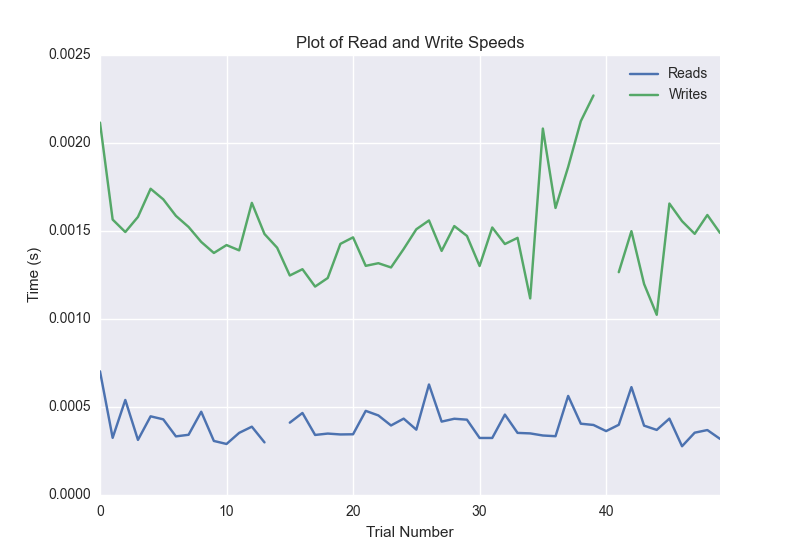 Plot of Read and Write Speeds
0.0025
0.0020
0.0015
0.0010
0.0005
0.0000
Time (s)
Reads
Writes
0 10 20 30 40
Trial Number